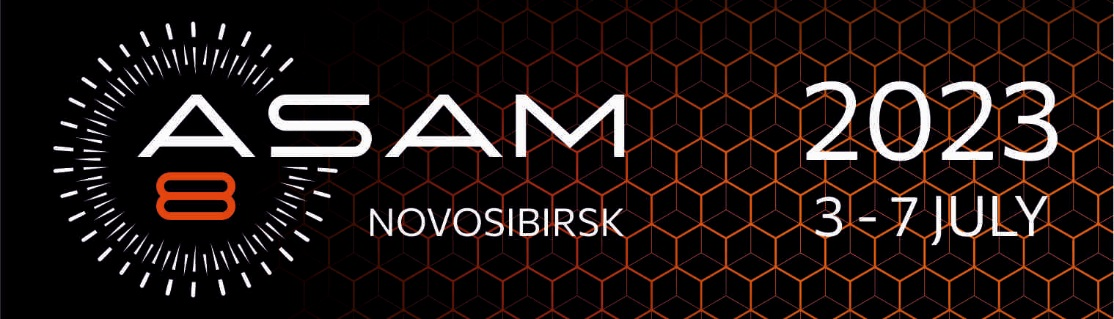 ASAM
8
NOVOSIBIRSK
2023
3 - 7 JULY